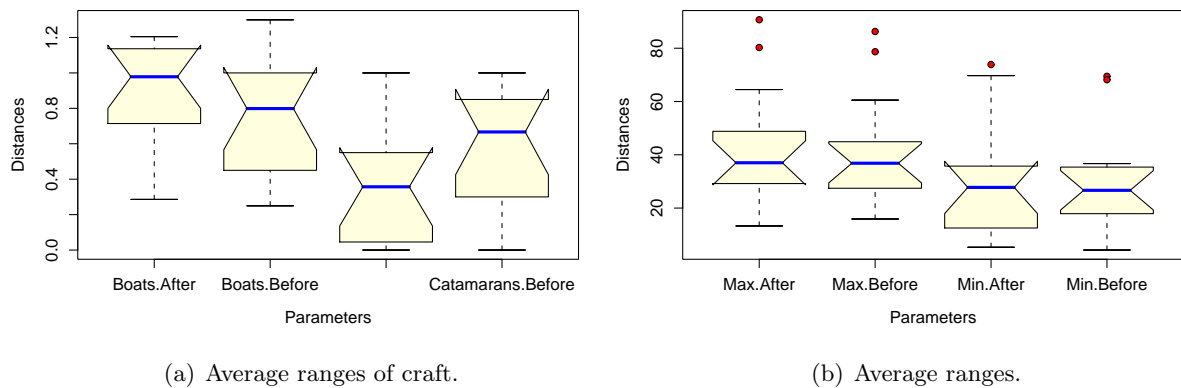 Distances
0.0 0.4 0.8 1.2
Boats.After Boats.Before Catamarans.Before
Parameters
(a) Average ranges of craft.
Distances
20 40 60 80
Max.After Max.Before Min.After Min.Before
Parameters
(b) Average ranges.